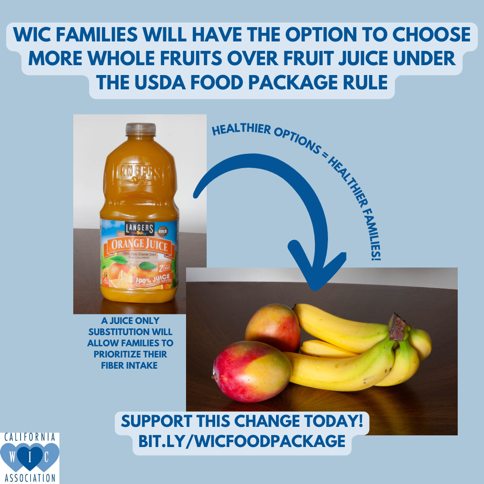 WIC FAMILIES WILL HAVE THE OPTION TO CHOOSE
MORE WHOLE FRUITS OVER FRUIT JUICE UNDER
THE USDA FOOD PACKAGE RULE
HEALTHIER OPTIONS = HEALTHIER FAMILIES!
LANGERS
ORANGE JUICE
100% JUICE
A JUICE ONLY
SUBSTITUTION WILL
ALLOW FAMILIES TO
PRIORITIZE THEIR
FIBER INTAKE
SUPPORT THIS CHANGE TODAY!
BIT.LY/WICFOODPACKAGE
CALIFORNIA
W I C
ASSOCIATION